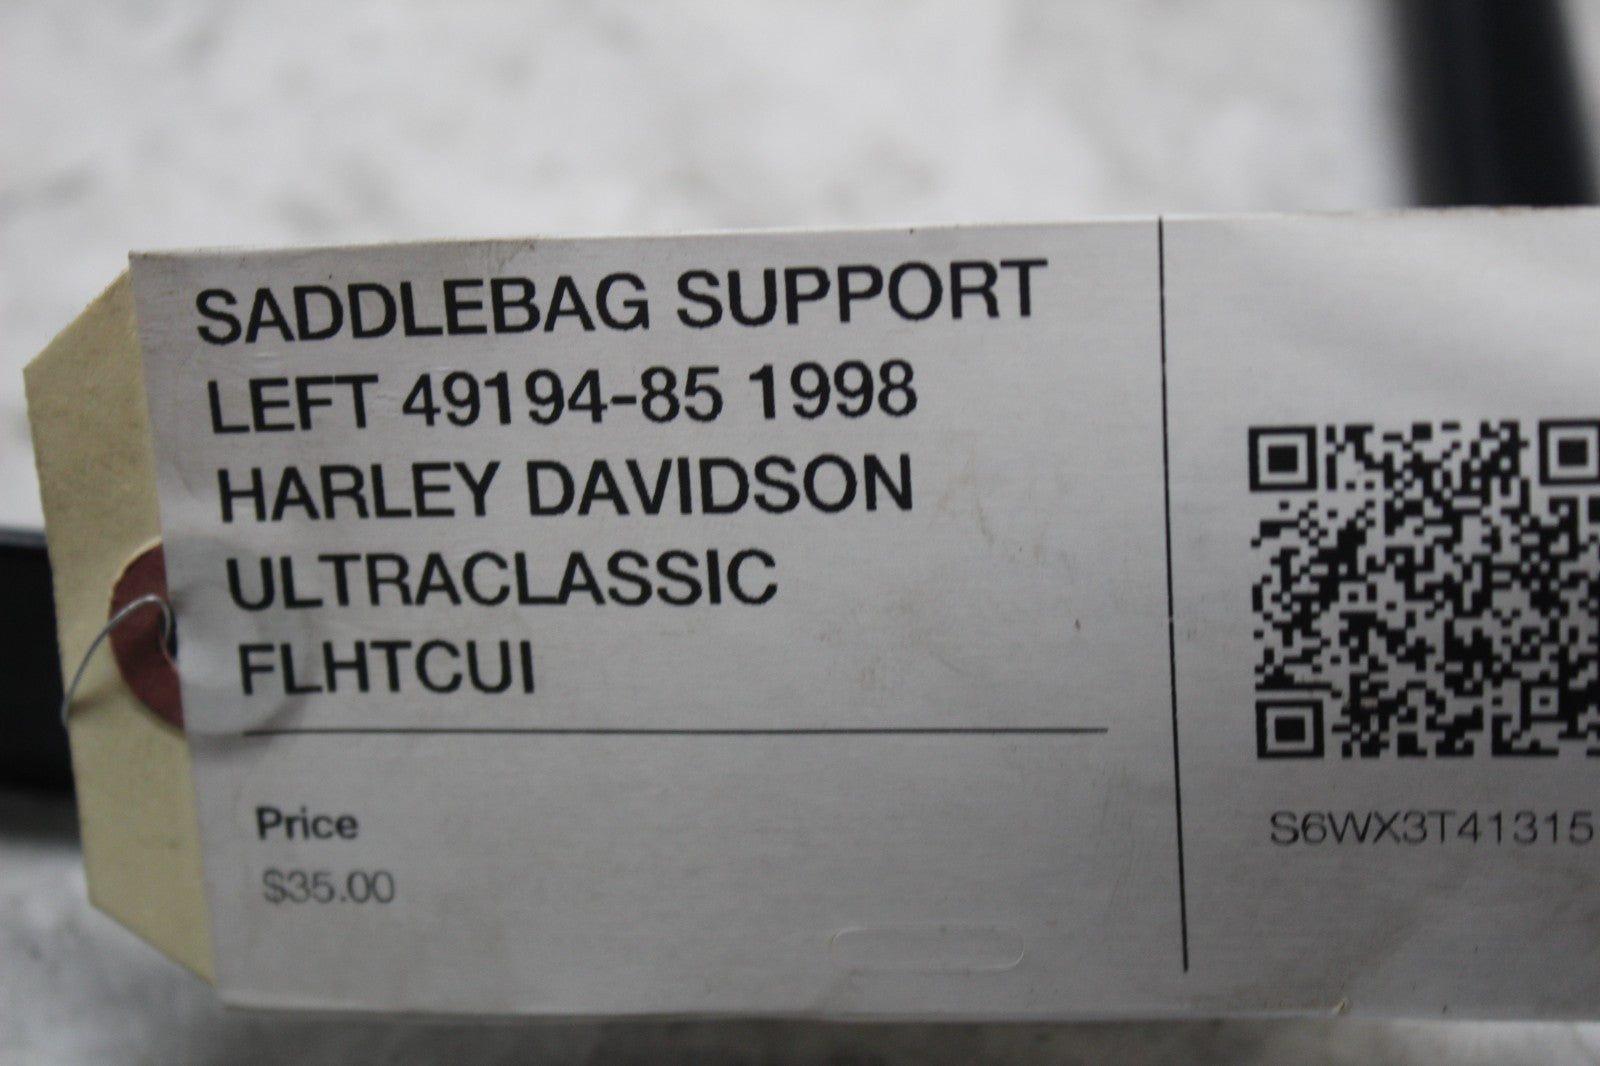 SADDLEBAG SUPPORT
LEFT 49194-85 1998
HARLEY DAVIDSON
ULTRACLASSIC
FLHTCUI
Price
$35.00
S6WX3T41315